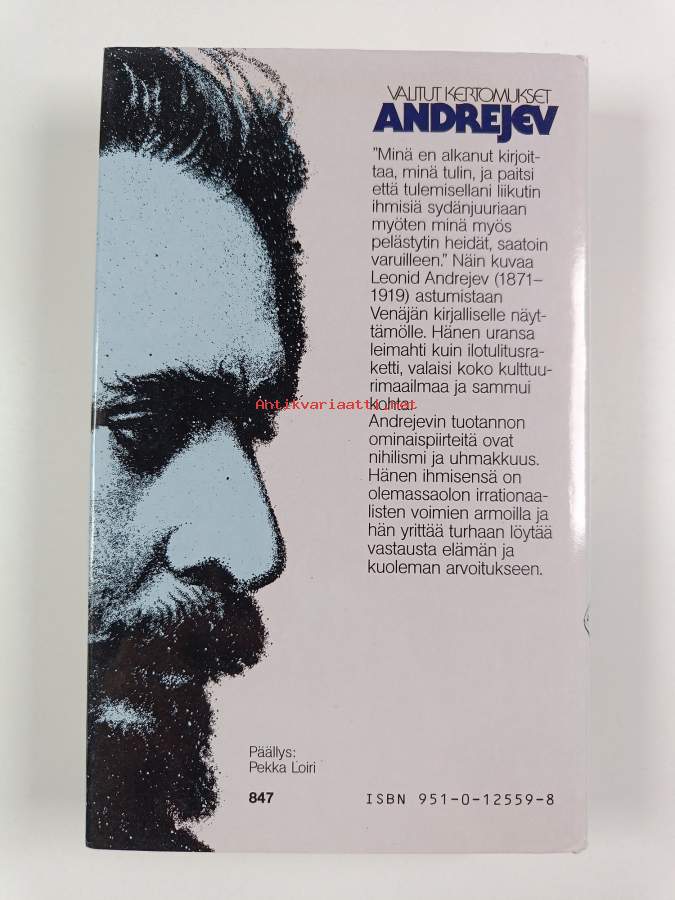 VALITUT KERTOMUKSET
ANDREJEV
"Minä en alkanut kirjoit-
taa, minä tulin, ja paitsi
että tulemisellani liikutin
ihmisiä sydänjuuriaan
myöten minä myös
pelästytin heidät, saatoin
varuilleen." Näin kuvaa
Leonid Andrejev (1871–
1919) astumistaan
Venäjän kirjalliselle näyt-
tämölle. Hänen uransa
leimahti kuin ilotulitusra-
ketti, valaisi koko kulttuu-
rimaailmaa ja sammui
kohta.
Antikvariaatti.net
Andrejevin tuotannon
ominaispiirteitä ovat
nihilismi ja uhmakkuus.
Hänen ihmisensä on
olemassaolon irrationaa-
listen voimien armoilla ja
hän yrittää turhaan löytää
vastausta elämän ja
kuoleman arvoitukseen.
Päällys:
Pekka Loiri
847
ISBN 951-0-12559-8